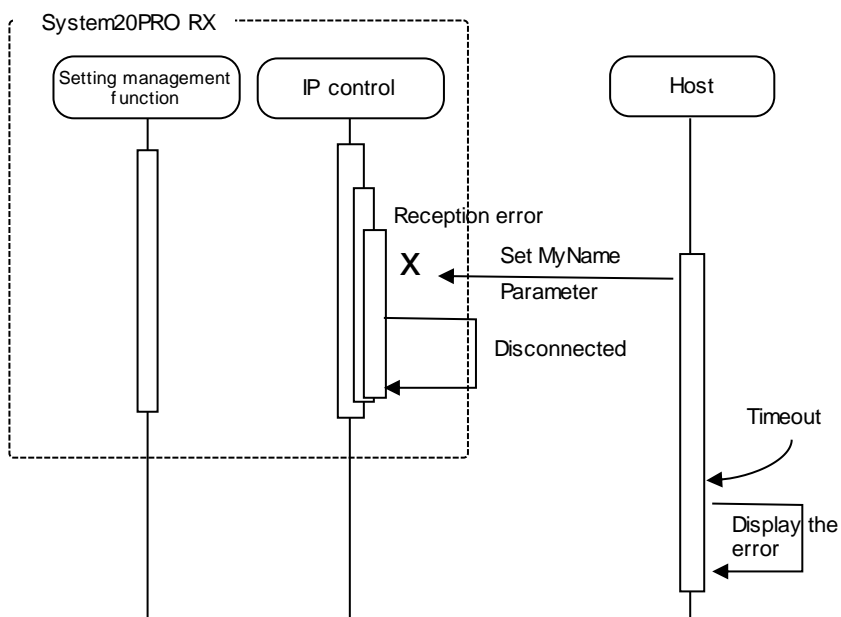 System20PRO RX
Setting management
function
IP control
Host
Reception error
X
Set MyName
Parameter
Disconnected
Timeout
Display the
error